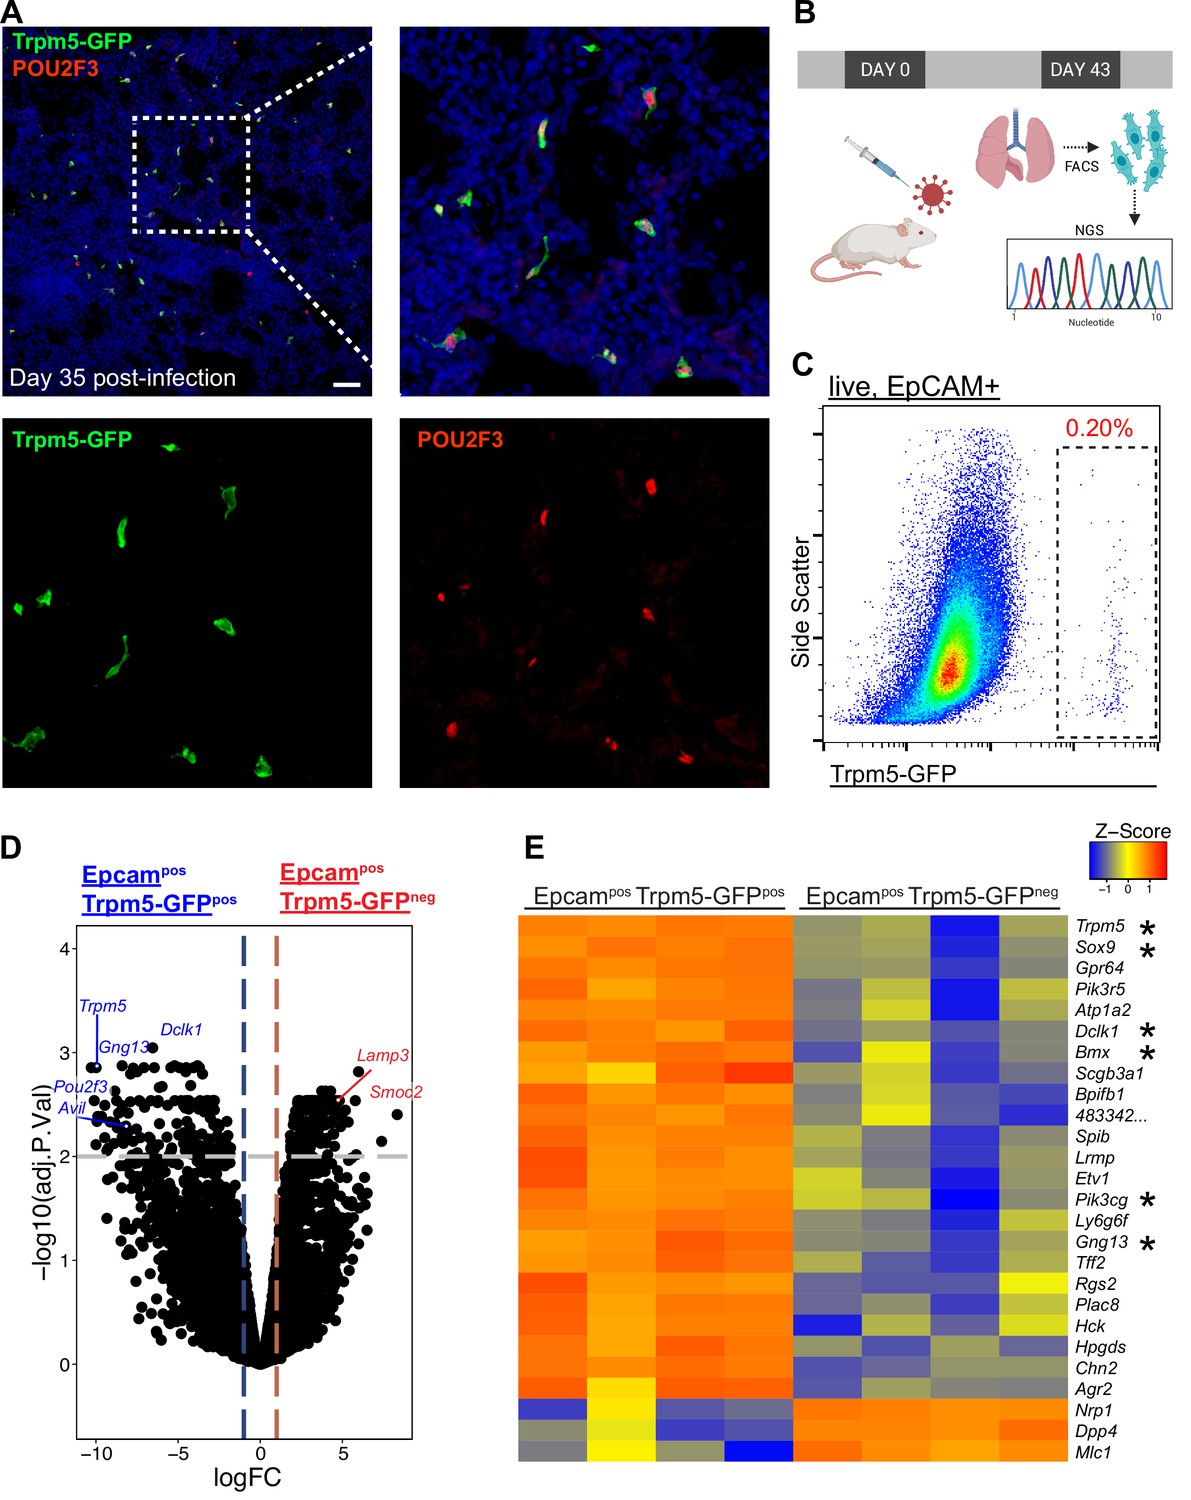 A
Trpm5-GFP
POU2F3
Day 35 post-infection
Trpm5-GFP
POU2F3
B
DAY 0
DAY 43
FACS
NGS
1
10
Nucleotide
C
live, EpCAM+
0.20%
Side Scatter
Trpm5-GFP
D
Epcampos
Trpm5-GFPpos
Epcampos
Trpm5-GFPneg
4
3
2
1
0
−log10(adj.P.Val)
Trpm5
Dclk1
Gng13
Pou2f3
Avil
Lamp3
Smoc2
−10
−5
0
5
logFC
E
Z−Score
−1 0 1
Epcampos Trpm5-GFPpos
Epcampos Trpm5-GFPneg
Trpm5 *
Sox9 *
Gpr64
Pik3r5
Atp1a2
Dclk1 *
Bmx *
Scgb3a1
Bpifb1
483342...
Spib
Lrmp
Etv1
Pik3cg *
Ly6g6f
Gng13 *
Tff2
Rgs2
Plac8
Hck
Hpgds
Chn2
Agr2
Nrp1
Dpp4
Mlc1